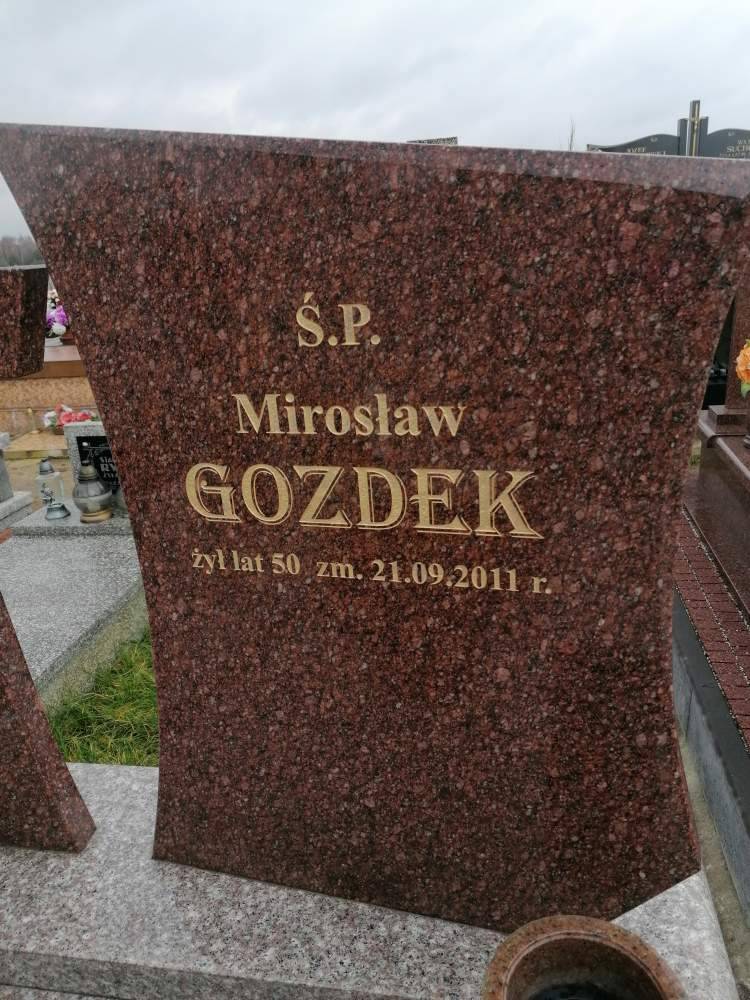 Ś.P.
Mirosław
GOZDEK
żył lat 50 zm. 21.09.2011 r.